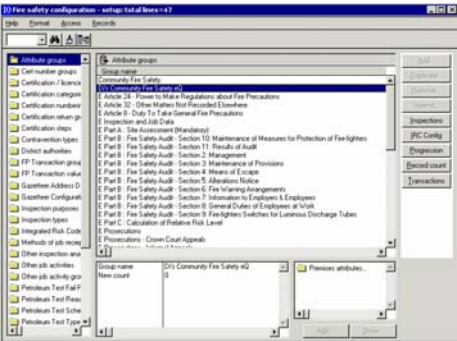 Fire safety configuration - setup: total lines=47
Help Format Access Records
Attribute groups
Cert number groups
Certification / licence
Certification categorie
Certification numberin
Certification return gr
Certification steps
Contravention types
District authorities
FP Transaction group
FP Transaction value
Gazetteer Address D
Gazetteer Configurati
Inspection purposes
Inspection types
Integrated Risk Code
Methods of job receip
Other inspection ana
Other job activities
Other job activity gro
Petroleum Test Fail P
Petroleum Test Reas
Petroleum Test Sche
Petroleum Test Type
Attribute groups
Group name
Community Fire Safety
DJ's Community Fire Safety eQ
E Article 24 - Power to Make Regulations about Fire Precautions
E Article 32 - Other Matters Not Recorded Elsewhere
E Article 8 - Duty To Take General Fire Precautions
E Inspection and Job Data
E Part A : Site Assessment (Mandatory)
E Part B : Fire Safety Audit - Section 10: Maintenance of Measures for Protection of Fire-fighters
E Part B : Fire Safety Audit - Section 11: Results of Audit
E Part B : Fire Safety Audit - Section 2: Management
E Part B : Fire Safety Audit - Section 3: Maintenance of Provisions
E Part B : Fire Safety Audit - Section 4: Means of Escape
E Part B : Fire Safety Audit - Section 5: Alterations Notice
E Part B : Fire Safety Audit - Section 6: Fire Warning Arrangements
E Part B : Fire Safety Audit - Section 7: Information to Employers & Employees
E Part B : Fire Safety Audit - Section 8: General Duties of Employees at Work
E Part B : Fire Safety Audit - Section 9: Fire-fighters Switches for Luminous Discharge Tubes
E Part C : Calculation of Relative Risk Level
E Prosecutions
E Prosecutions - Crown Court Appeals
Group name DJ's Community Fire Safety eQ
New count 0
Premises attributes...
Add Show
Add
Duplicate
Remove
Amend
Inspections
IRC Config
Progression
Record count
Transactions